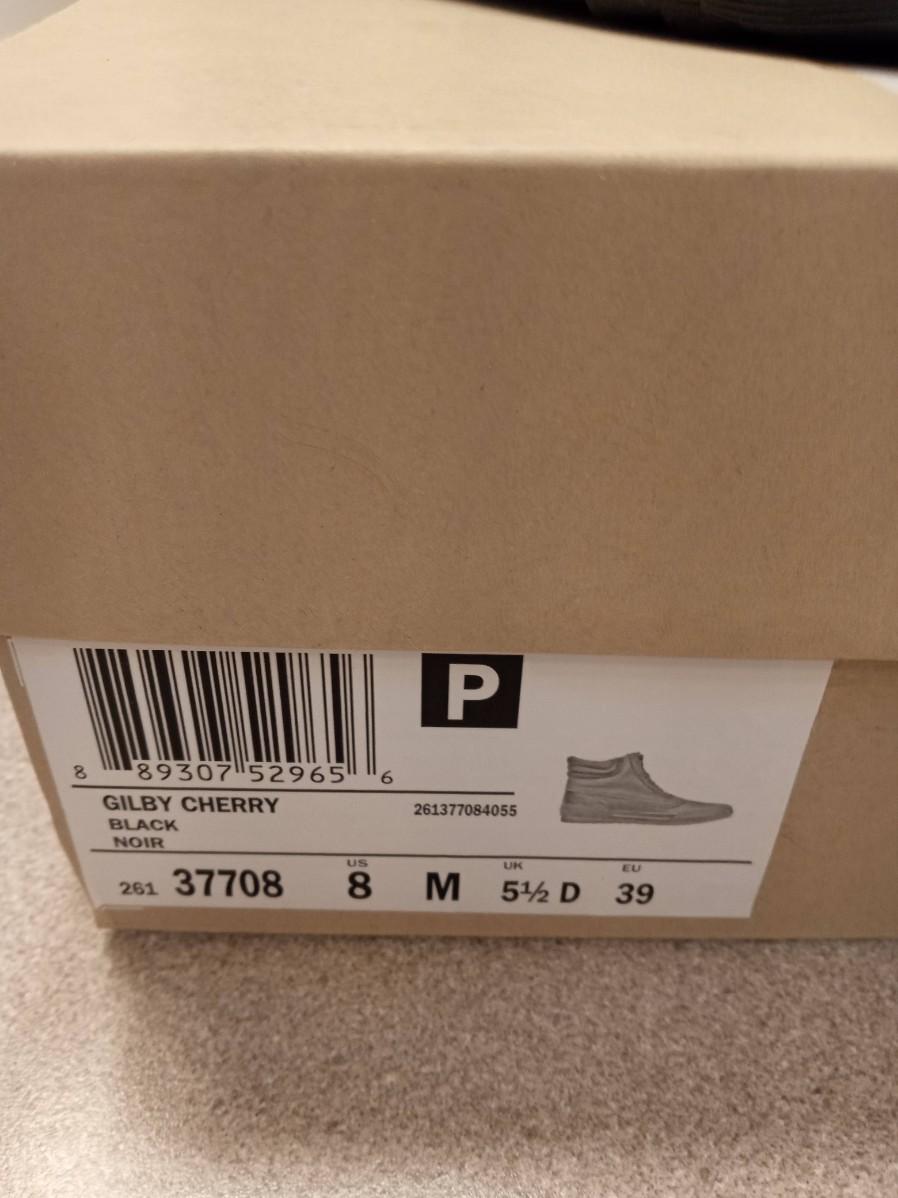 P
8 89307 52965 6
GILBY CHERRY
261377084055
BLACK
NOIR
US UK EU
261 37708 8 M 5½ D 39